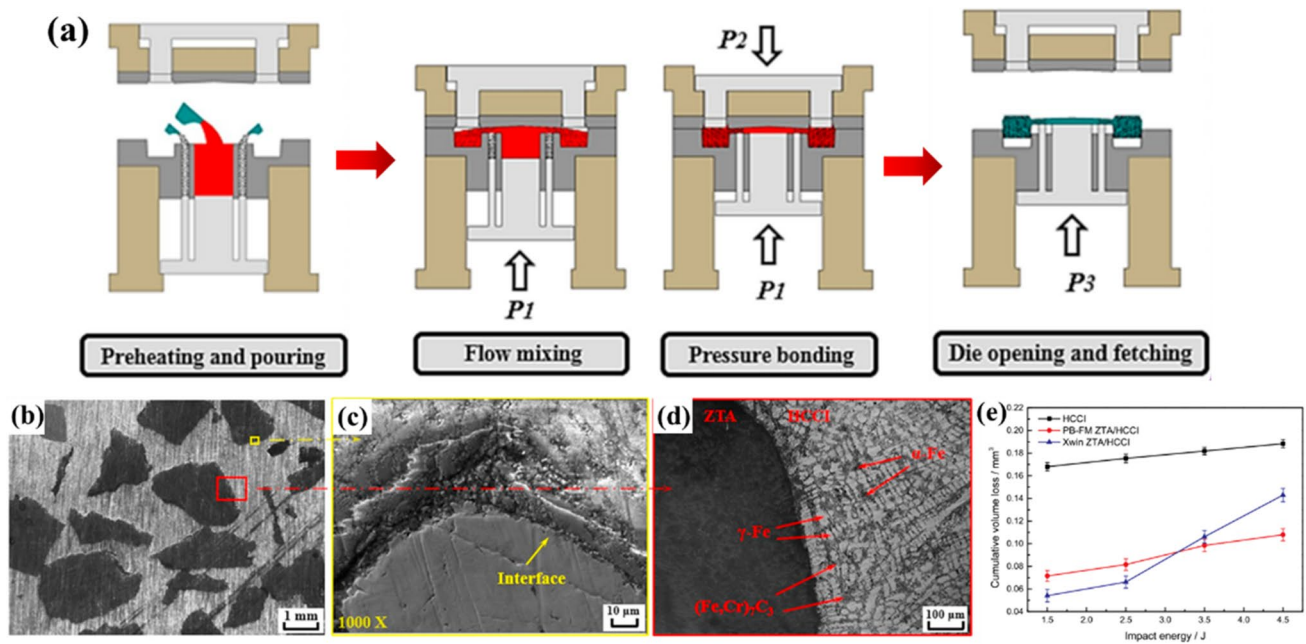 (a)
P2
P1
P1
P3
Preheating and pouring
Flow mixing
Pressure bonding
Die opening and fetching
(b)
1 mm
(c)
Interface
1000 X
10 μm
(d)
ZTA
HCCI
α-Fe
γ-Fe
(Fe,Cr)7C3
100 μm
(e)
Cumulative volume loss / mm³
0.22
0.20
0.18
0.16
0.14
0.12
0.10
0.08
0.06
0.04
HCCI
PB-FM ZTA/HCCI
Xwin ZTA/HCCI
1.5
2.0
2.5
3.0
3.5
4.0
4.5
Impact energy / J